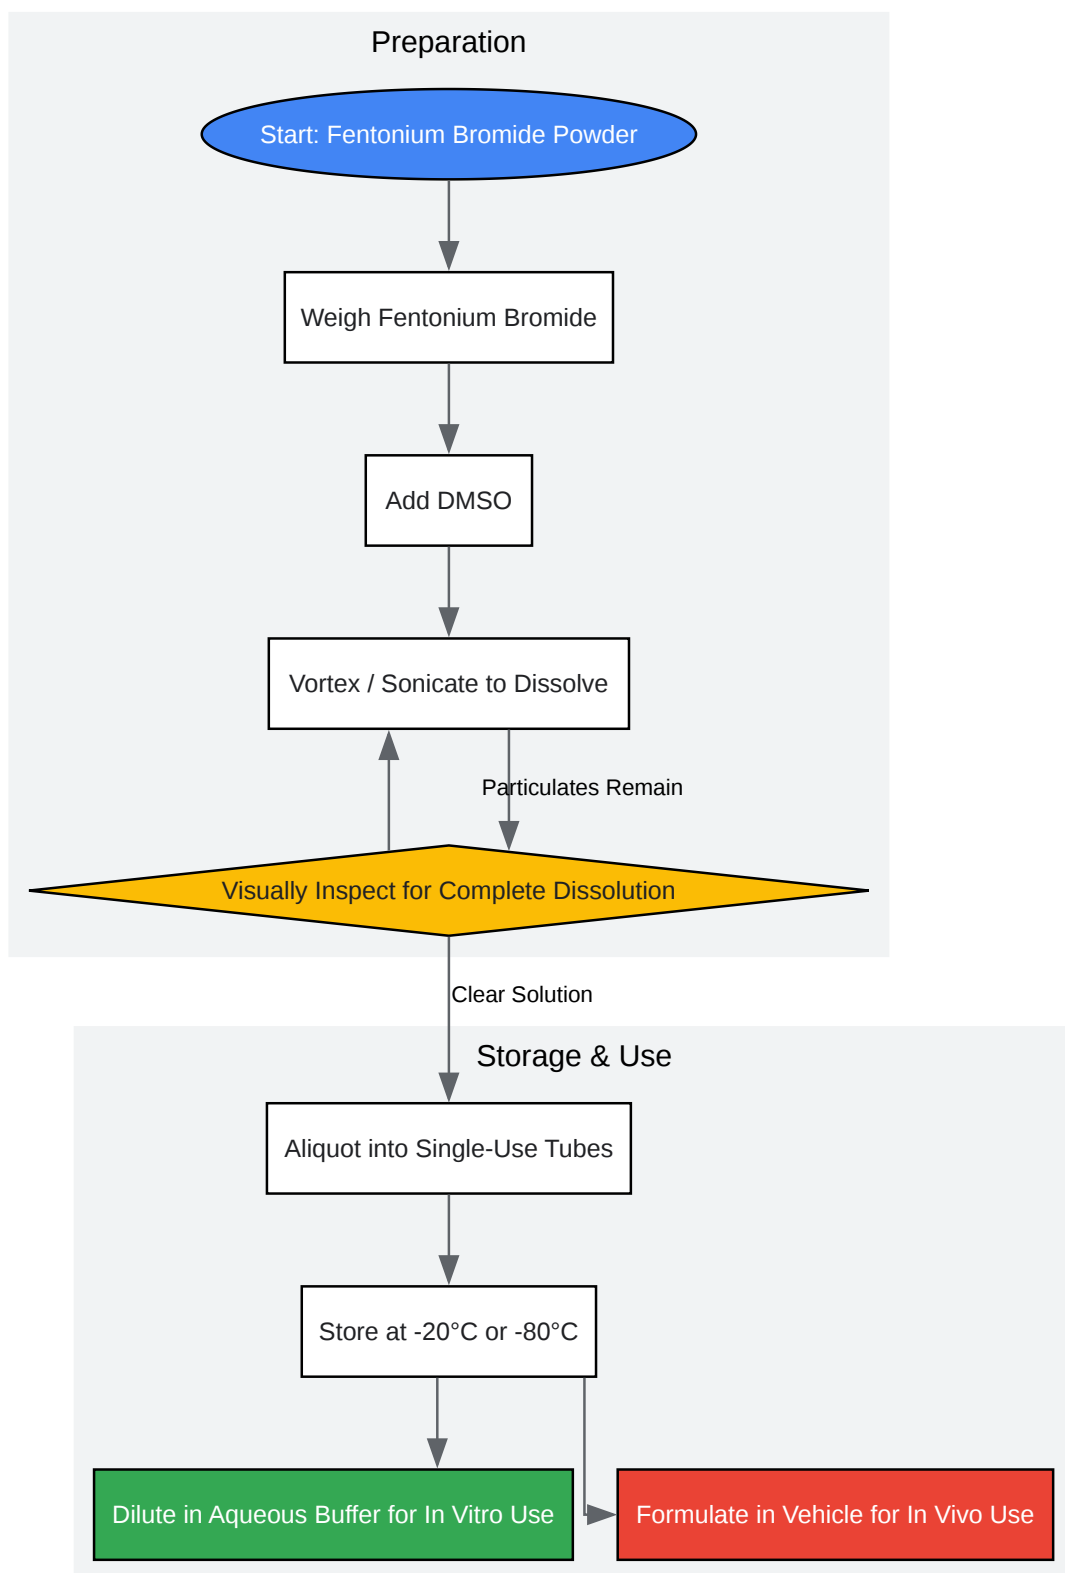 Preparation
Start: Fentonium Bromide Powder
Weigh Fentonium Bromide
Add DMSO
Vortex / Sonicate to Dissolve
Particulates Remain
Visually Inspect for Complete Dissolution
Clear Solution
Storage & Use
Aliquot into Single-Use Tubes
Store at -20°C or -80°C
Dilute in Aqueous Buffer for In Vitro Use
Formulate in Vehicle for In Vivo Use